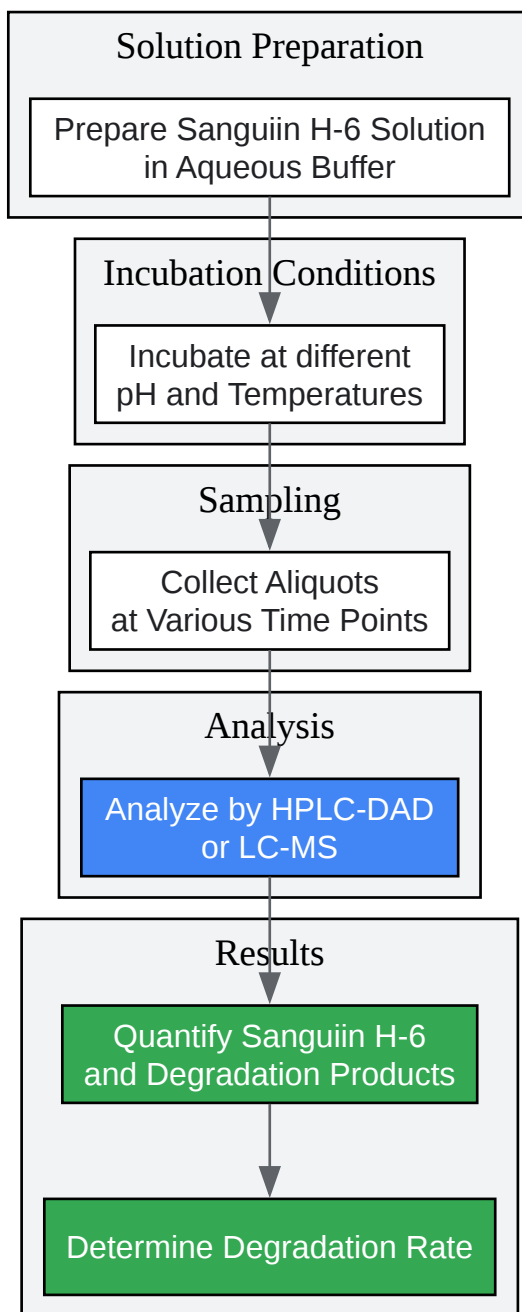 Solution Preparation
Prepare Sanguiin H-6 Solution
in Aqueous Buffer
Incubation Conditions
Incubate at different
pH and Temperatures
Sampling
Collect Aliquots
at Various Time Points
Analysis
Analyze by HPLC-DAD
or LC-MS
Results
Quantify Sanguiin H-6
and Degradation Products
Determine Degradation Rate